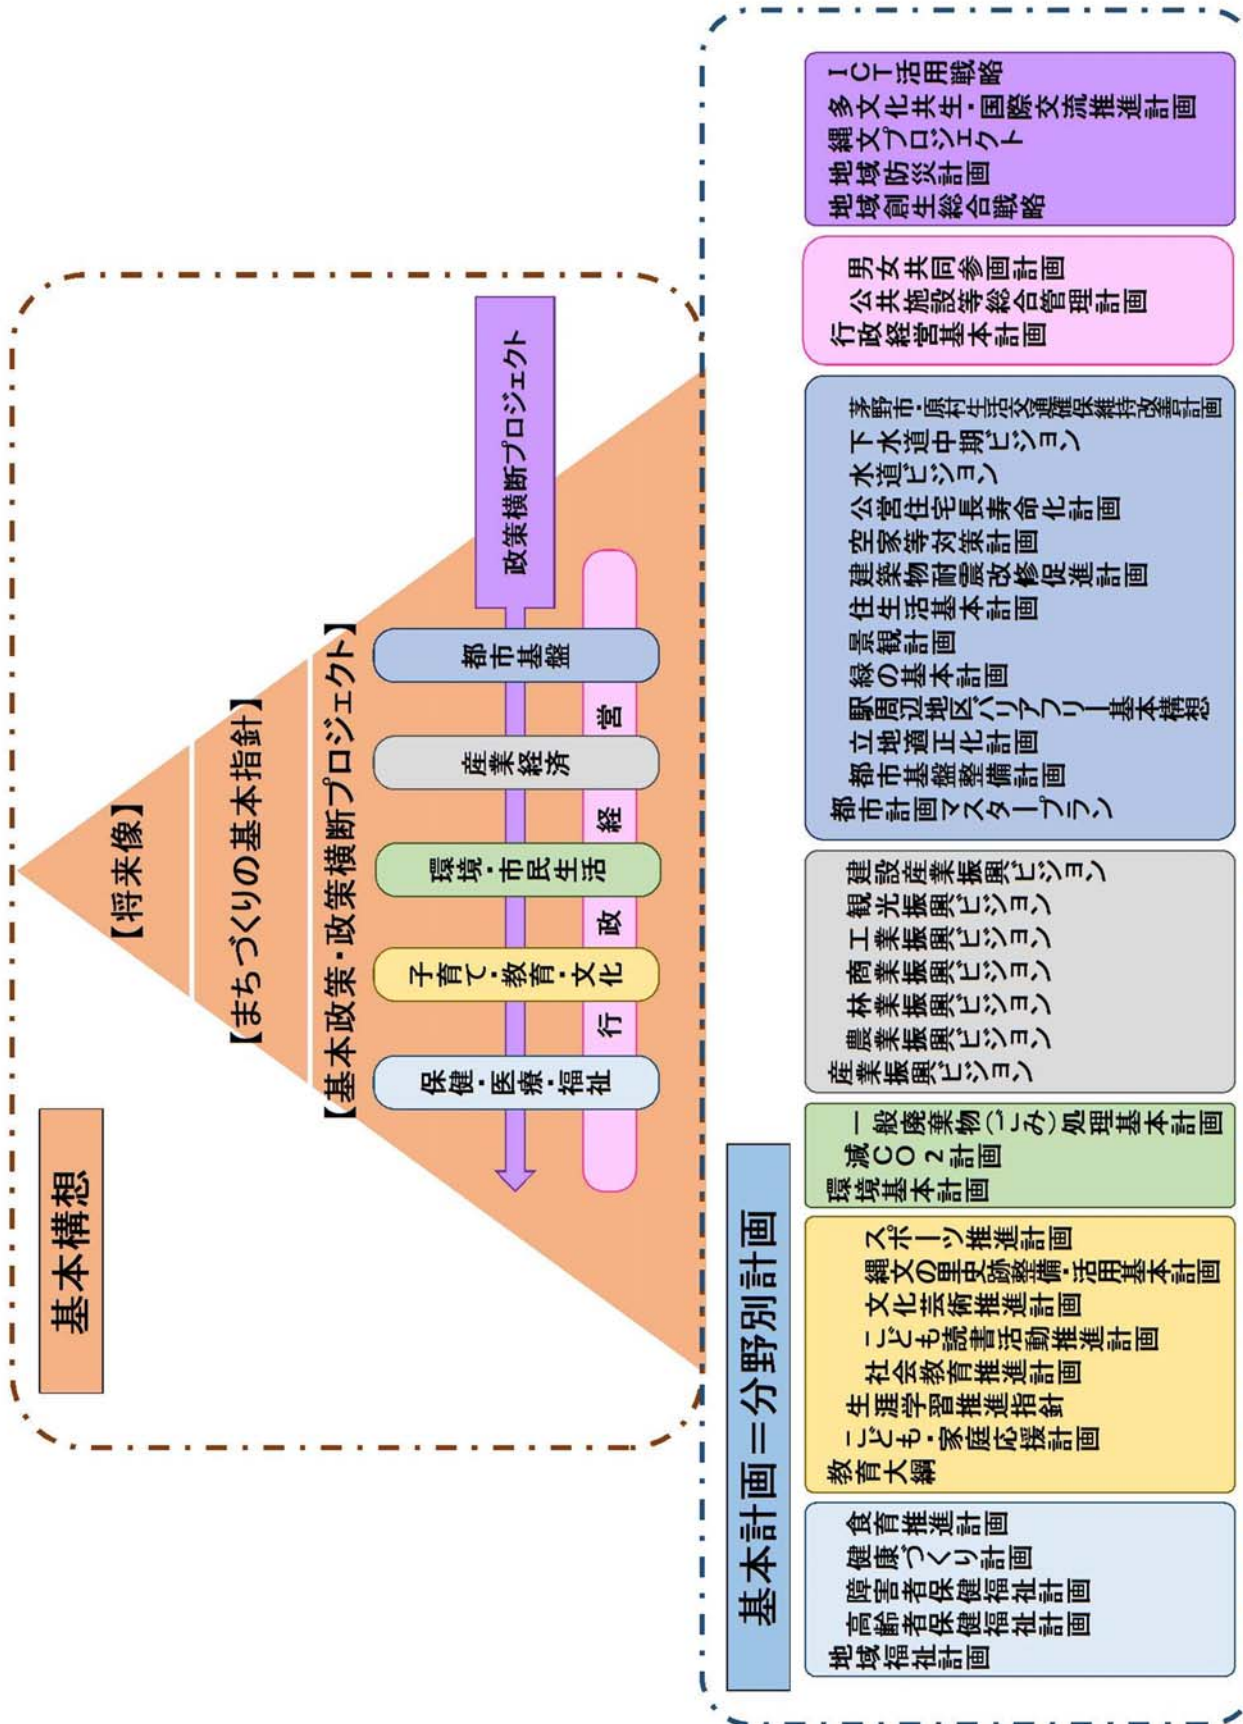 基本構想
【将来像】
【まちづくりの基本指針】
【基本政策・政策横断プロジェクト】
政策横断プロジェクト
保健・医療・福祉
子育て・教育・文化
環境・市民生活
産業経済
都市基盤
行政経営
基本計画＝分野別計画
地域福祉計画
高齢者保健福祉計画
障害者保健福祉計画
健康づくり計画
食育推進計画
教育大綱
こども・家庭応援計画
生涯学習推進指針
社会教育推進計画
こども読書活動推進計画
文化芸術推進計画
縄文の里史跡整備・活用基本計画
スポーツ推進計画
環境基本計画
減CO2計画
一般廃棄物（ごみ）処理基本計画
産業振興ビジョン
農業振興ビジョン
林業振興ビジョン
商業振興ビジョン
工業振興ビジョン
観光振興ビジョン
建設産業振興ビジョン
都市計画マスタープラン
都市基盤整備計画
立地適正化計画
駅周辺地区バリアフリー基本構想
緑の基本計画
景観計画
住生活基本計画
建築物耐震改修促進計画
空家等対策計画
公営住宅長寿命化計画
水道ビジョン
下水道中期ビジョン
茅野市・原村生活交通確保維持改善計画
行政経営基本計画
公共施設等総合管理計画
男女共同参画計画
地域創生総合戦略
地域防災計画
縄文プロジェクト
多文化共生・国際交流推進計画
ICT活用戦略